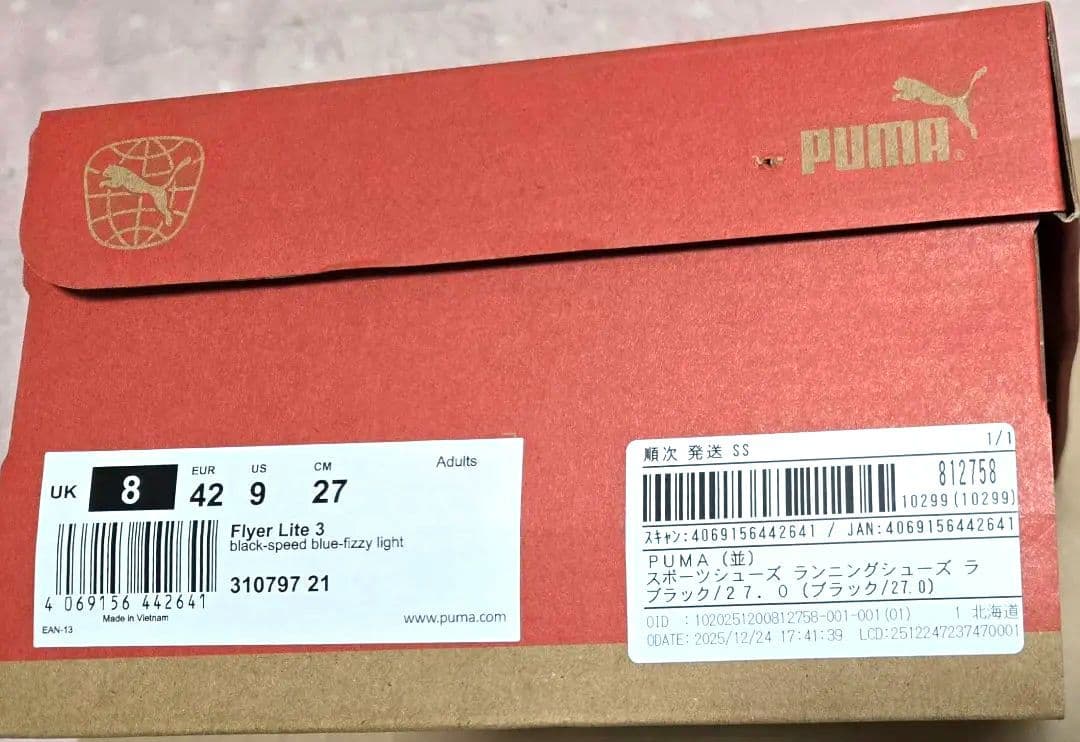 PUMA®
UK 8 EUR 42 US 9 CM 27 Adults
Flyer Lite 3
black-speed blue-fizzy light
310797 21
4 069156 442641
Made in Vietnam
EAN-13
www.puma.com
順次 発送 SS 1/1
812758
10299(10299)
スキャン:4069156442641 / JAN:4069156442641
PUMA(並)
スポーツシューズ ランニングシューズ ラ
ブラック/27.0(ブラック/27.0)
OID :1020251200812758-001-001(01) 1 北海道
ODATE:2025/12/24 17:41:39 LCD:2512247237470001